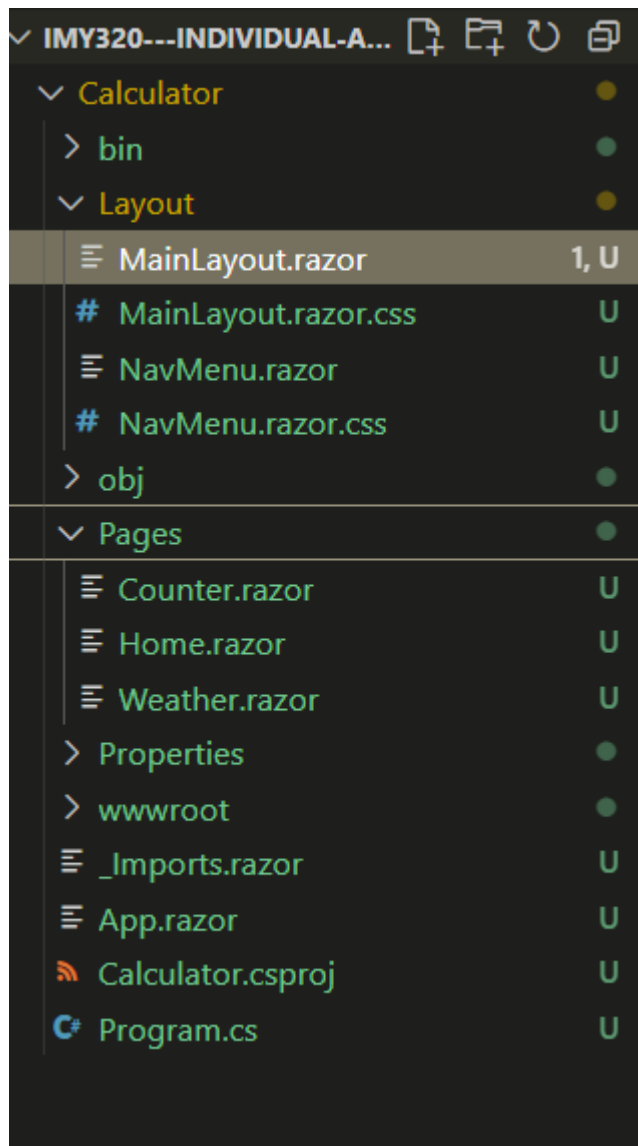 IMY320---INDIVIDUAL-A...
Calculator
bin
Layout
MainLayout.razor 1, U
# MainLayout.razor.css U
NavMenu.razor U
# NavMenu.razor.css U
obj
Pages
Counter.razor U
Home.razor U
Weather.razor U
Properties
wwwroot
_Imports.razor U
App.razor U
Calculator.csproj U
C# Program.cs U